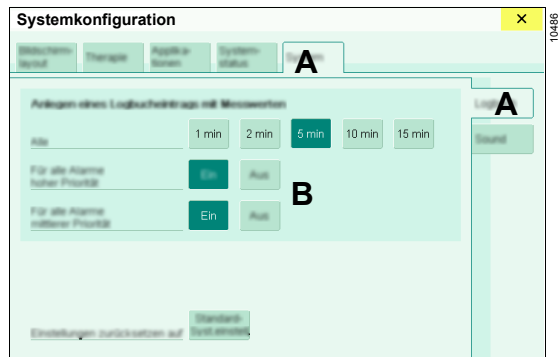 Systemkonfiguration
×
10486
Bildschirm-
layout
Therapie
Applika-
tionen
System-
status
A
Anlegen eines Logbucheintrags mit Messwerten
A
Sound
Alle
1 min
2 min
5 min
10 min
15 min
Für alle Alarme
hoher Priorität
Ein
Aus
B
Für alle Alarme
mittlerer Priorität
Ein
Aus
Einstellungen zurücksetzen auf
Standard-
Syst.einstell.